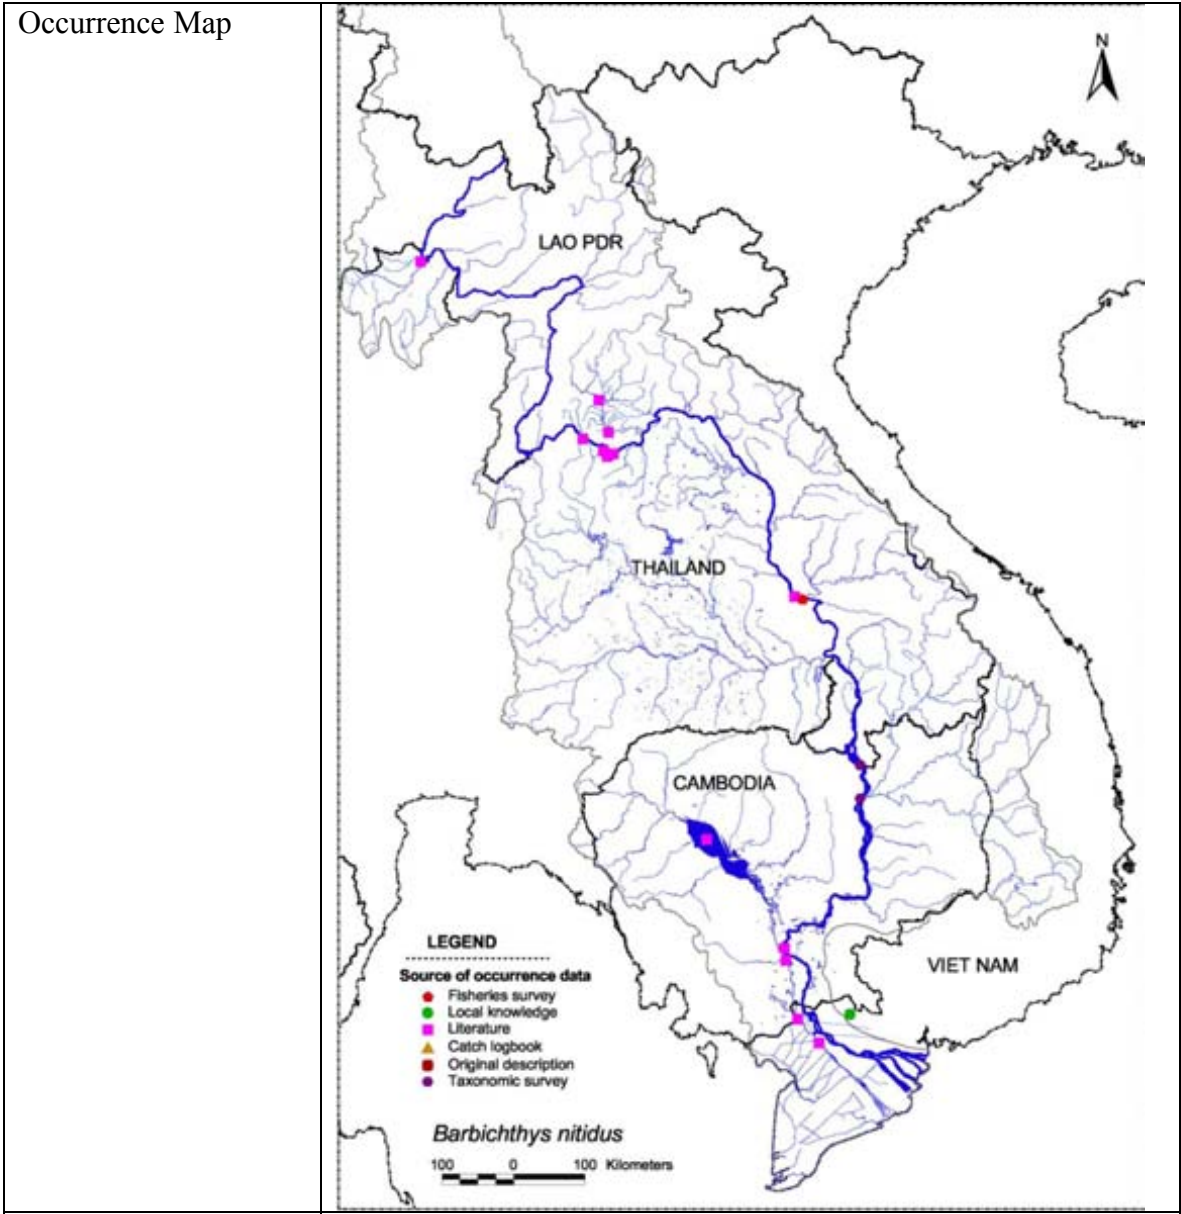 Occurrence Map
N
LAO PDR
THAILAND
CAMBODIA
VIET NAM
LEGEND
Source of occurrence data
Fisheries survey
Local knowledge
Literature
Catch logbook
Original description
Taxonomic survey
Barbichthys nitidus
100 0 100 Kilometers